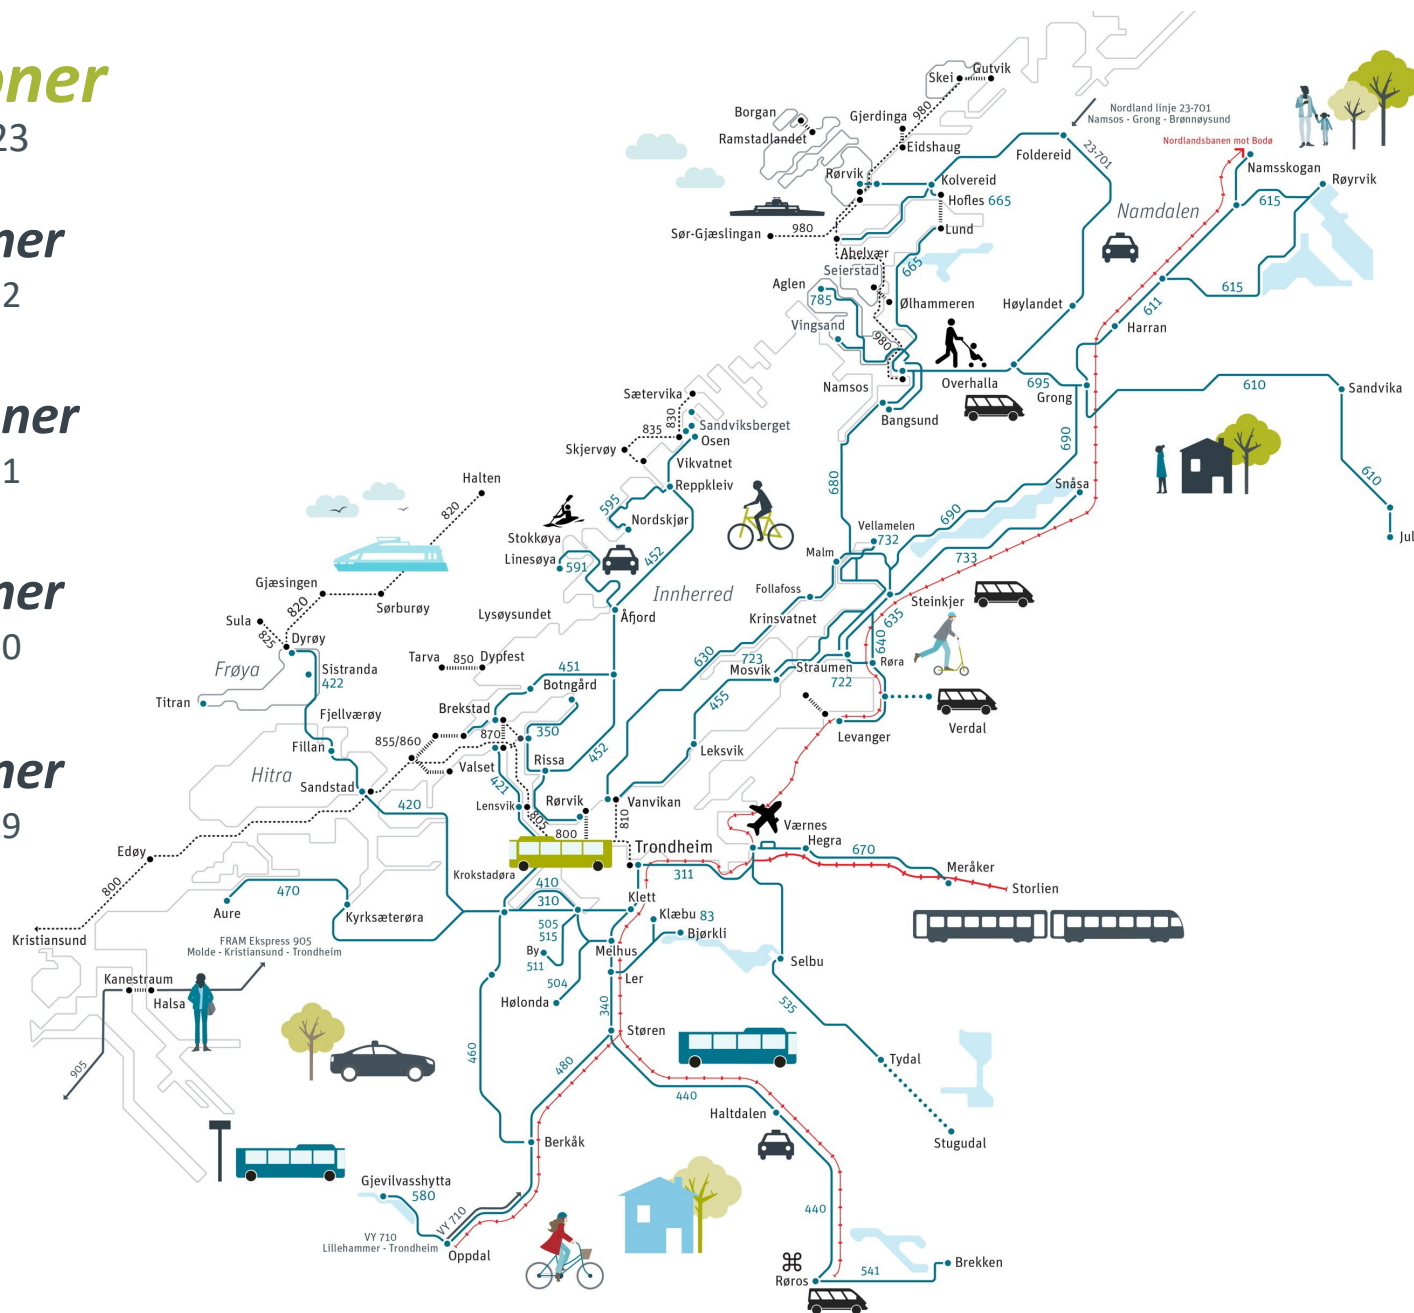 oner
23
ner
2
oner
1
ner
0
ner
9
Skei
Gutvik
980
Borgan
Ramstadlandet
Gjerdinga
Eidshaug
Nordland linje 23-701
Namsos - Grong - Brønnøysund
Foldereid
23-701
Nordlandsbanen mot Bodø
Namsskogan
Røyrvik
615
Rørvik
Kolvereid
Hofles 665
Namdalen
Sør-Gjæslingan
980
Lund
Abelvær
Seierstad
665
Aglen
785
Ølhammeren
Høylandet
611
615
Vingsand
980
Harran
Namsos
Overhalla
695
Grong
610
Sandvika
Bangsund
Sætervika
830
835
Sandviksberget
Osen
Skjervøy
Vikvatnet
690
680
Snåsa
610
Jul
Halten
820
Reppkleiv
595
Nordskjør
Stokkøya
Linesøya
591
452
Vellamelen
732
690
Malm
733
Gjæsingen
820
Sørburøy
Follafoss
Innherred
Steinkjer
Sula
825
Dyrøy
Lysøysundet
Åfjord
Krinsvatnet
635
640
Frøya
Sistranda
422
Tarva
850
Dypfest
451
630
723
Mosvik
Straumen
722
Røra
Titran
Botngård
Fjellværøy
Brekstad
455
Verdal
855/860
870
350
452
Levanger
Fillan
Leksvik
Hitra
Valset
Rissa
Sandstad
421
420
Lensvik
Rørvik
Vanvikan
805
810
800
Værnes
Hegra
Trondheim
670
Edøy
Meråker
800
Krokstadøra
311
Storlien
470
410
Klett
Aure
310
Kyrksæterøra
505
515
Klæbu 83
Bjørkli
Kristiansund
FRAM Ekspress 905
Molde - Kristiansund - Trondheim
By
511
Melhus
Selbu
Kanestraum
Halsa
504
Ler
Hølonda
340
535
Støren
460
905
480
Tydal
440
Haltdalen
Stugudal
Berkåk
Gjevilvasshytta
580
VY 710
440
VY 710
Lillehammer - Trondheim
Oppdal
Røros
541
Brekken